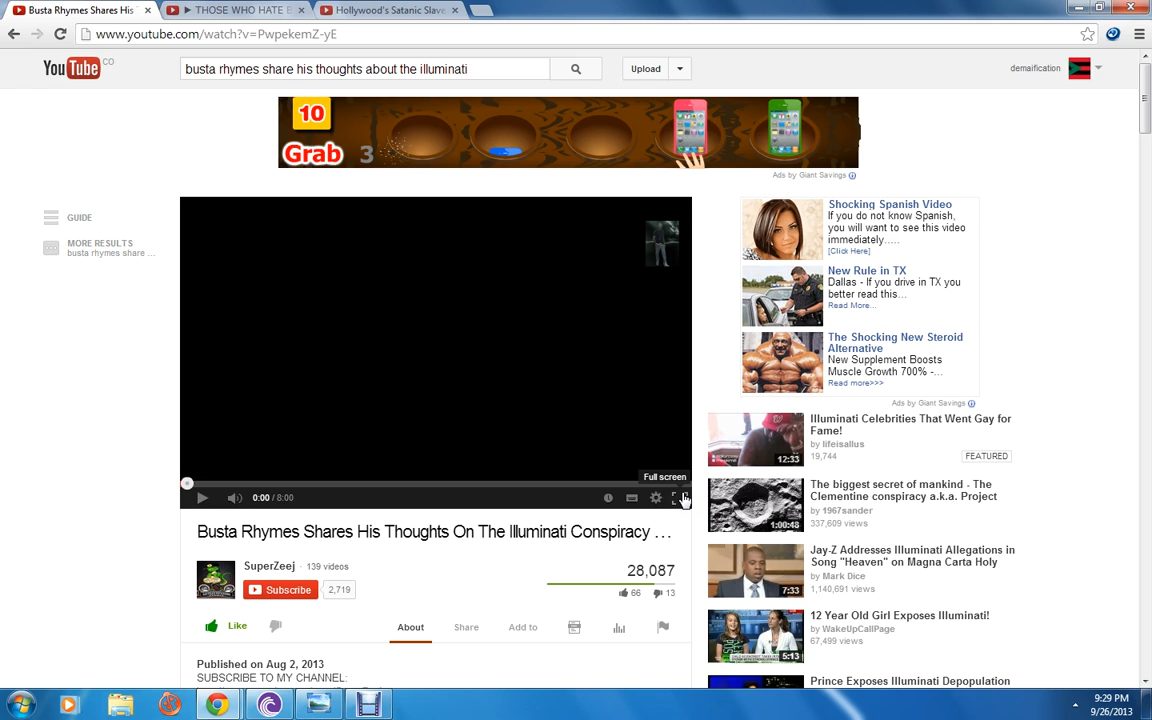 Busta Rhymes Shares His
THOSE WHO HATE B
Hollywood's Satanic Slave
www.youtube.com/watch?v=PwpekemZ-yE
YouTube CO
busta rhymes share his thoughts about the illuminati
Upload
demaification
10
Grab 3
Ads by Giant Savings
GUIDE
MORE RESULTS
busta rhymes share ...
Shocking Spanish Video
If you do not know Spanish,
you will want to see this video
immediately.....
[Click Here]
New Rule in TX
Dallas - If you drive in TX you
better read this...
Read More...
The Shocking New Steroid
Alternative
New Supplement Boosts
Muscle Growth 700% -...
Read more>>>
Ads by Giant Savings
Full screen
0:00 / 8:00
Busta Rhymes Shares His Thoughts On The Illuminati Conspiracy ...
SuperZeej · 139 videos
Subscribe 2,719
28,087
66 13
Like
About
Share
Add to
Published on Aug 2, 2013
SUBSCRIBE TO MY CHANNEL:
Illuminati Celebrities That Went Gay for
Fame!
by lifeisallus
19,744
FEATURED
12:33
The biggest secret of mankind - The
Clementine conspiracy a.k.a. Project
by 1967sander
337,609 views
1:00:48
Jay-Z Addresses Illuminati Allegations in
Song "Heaven" on Magna Carta Holy
by Mark Dice
1,140,691 views
7:33
12 Year Old Girl Exposes Illuminati!
by WakeUpCallPage
67,499 views
5:13
Prince Exposes Illuminati Depopulation
9:29 PM
9/26/2013